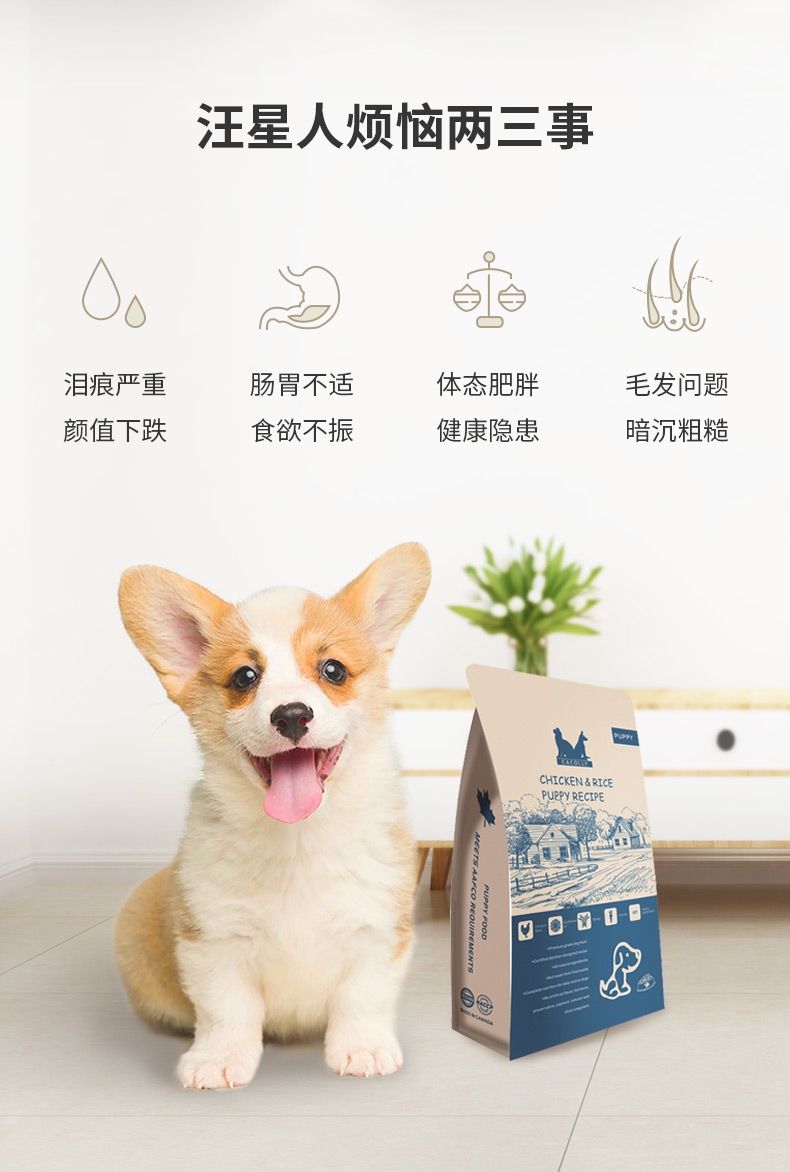 汪星人烦恼两三事
泪痕严重
颜值下跌
肠胃不适
食欲不振
体态肥胖
健康隐患
毛发问题
暗沉粗糙
PUPPY
CACOLLY
CHICKEN & RICE
PUPPY RECIPE
PUPPY FOOD
MEETS AAFCO REQUIREMENTS
HACCP
MADE IN CANADA